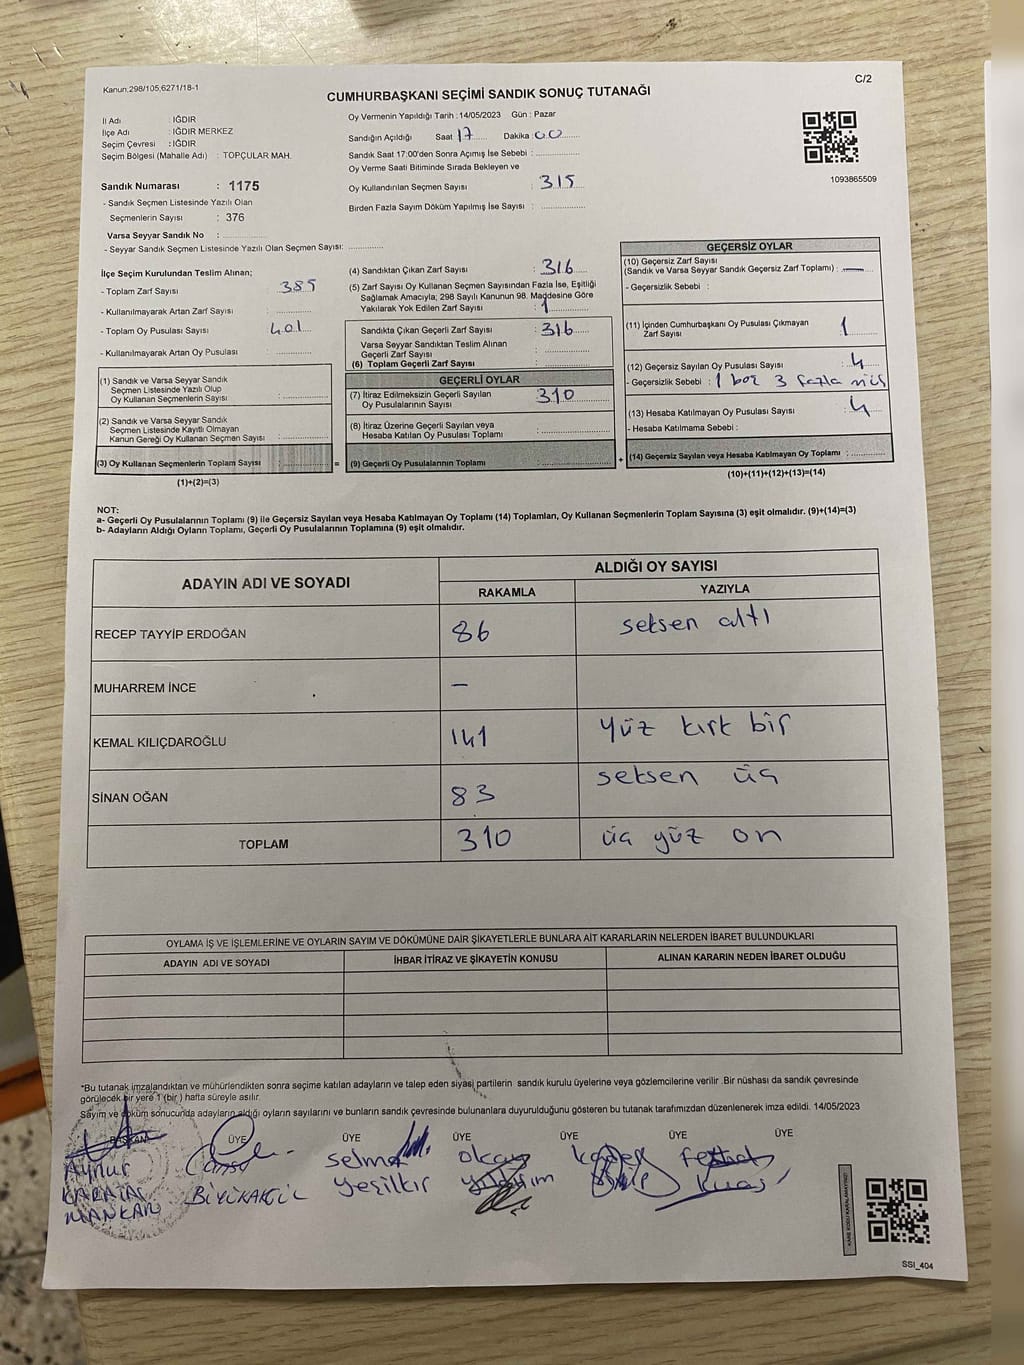 Kanun:298/105;6271/18-1
C/2
CUMHURBAŞKANI SEÇİMİ SANDIK SONUÇ TUTANAĞI
İl Adı : IĞDIR
İlçe Adı : IĞDIR MERKEZ
Seçim Çevresi : IĞDIR
Seçim Bölgesi (Mahalle Adı) : TOPÇULAR MAH.
Sandık Numarası : 1175
- Sandık Seçmen Listesinde Yazılı Olan
Seçmenlerin Sayısı : 376
Varsa Seyyar Sandık No :
- Seyyar Sandık Seçmen Listesinde Yazılı Olan Seçmen Sayısı:
Oy Vermenin Yapıldığı Tarih : 14/05/2023 Gün : Pazar
Sandığın Açıldığı Saat 17 Dakika 00
Sandık Saat 17:00'den Sonra Açımış İse Sebebi :
Oy Verme Saati Bitiminde Sırada Bekleyen ve
Oy Kullandırılan Seçmen Sayısı : 315
Birden Fazla Sayım Döküm Yapılmış İse Sayısı :
1093865509
İlçe Seçim Kurulundan Teslim Alınan;
- Toplam Zarf Sayısı : 385
- Kullanılmayarak Artan Zarf Sayısı :
- Toplam Oy Pusulası Sayısı : 401
- Kullanılmayarak Artan Oy Pusulası :
(1) Sandık ve Varsa Seyyar Sandık
Seçmen Listesinde Yazılı Olup
Oy Kullanan Seçmenlerin Sayısı :
(2) Sandık ve Varsa Seyyar Sandık
Seçmen Listesinde Kayıtlı Olmayan
Kanun Gereği Oy Kullanan Seçmen Sayısı :
(3) Oy Kullanan Seçmenlerin Toplam Sayısı :
(1)+(2)=(3)
=
(4) Sandıktan Çıkan Zarf Sayısı : 316
(5) Zarf Sayısı Oy Kullanan Seçmen Sayısından Fazla İse, Eşitliği
Sağlamak Amacıyla; 298 Sayılı Kanunun 98. Maddesine Göre
Yakılarak Yok Edilen Zarf Sayısı : 1
Sandıkta Çıkan Geçerli Zarf Sayısı : 316
Varsa Seyyar Sandıktan Teslim Alınan
Geçerli Zarf Sayısı :
(6) Toplam Geçerli Zarf Sayısı :
GEÇERLİ OYLAR
(7) İtiraz Edilmeksizin Geçerli Sayılan
Oy Pusulalarının Sayısı : 310
(8) İtiraz Üzerine Geçerli Sayılan veya
Hesaba Katılan Oy Pusulası Toplamı :
(9) Geçerli Oy Pusulalarının Toplamı :
+
GEÇERSİZ OYLAR
(10) Geçersiz Zarf Sayısı
(Sandık ve Varsa Seyyar Sandık Geçersiz Zarf Toplamı) : —
- Geçersizlik Sebebi :
(11) İçinden Cumhurbaşkanı Oy Pusulası Çıkmayan
Zarf Sayısı : 1
(12) Geçersiz Sayılan Oy Pusulası Sayısı : 4
- Geçersizlik Sebebi : 1 boş 3 fazla
(13) Hesaba Katılmayan Oy Pusulası Sayısı : 4
- Hesaba Katılmama Sebebi :
(14) Geçersiz Sayılan veya Hesaba Katılmayan Oy Toplamı :
(10)+(11)+(12)+(13)=(14)
NOT:
a- Geçerli Oy Pusulalarının Toplamı (9) ile Geçersiz Sayılan veya Hesaba Katılmayan Oy Toplamı (14) Toplamları, Oy Kullanan Seçmenlerin Toplam Sayısına (3) eşit olmalıdır. (9)+(14)=(3)
b- Adayların Aldığı Oyların Toplamı, Geçerli Oy Pusulalarının Toplamına (9) eşit olmalıdır.
ADAYIN ADI VE SOYADI
ALDIĞI OY SAYISI
RAKAMLA YAZIYLA
RECEP TAYYİP ERDOĞAN 86 seksen altı
MUHARREM İNCE —
KEMAL KILIÇDAROĞLU 141 yüz kırk bir
SİNAN OĞAN 83 seksen üç
TOPLAM 310 üç yüz on
OYLAMA İŞ VE İŞLEMLERİNE VE OYLARIN SAYIM VE DÖKÜMÜNE DAİR ŞİKAYETLERLE BUNLARA AİT KARARLARIN NELERDEN İBARET BULUNDUKLARI
ADAYIN ADI VE SOYADI İHBAR İTİRAZ VE ŞİKAYETİN KONUSU ALINAN KARARIN NEDEN İBARET OLDUĞU
*Bu tutanak imzalandıktan ve mühürlendikten sonra seçime katılan adayların ve talep eden siyasi partilerin sandık kurulu üyelerine veya gözlemcilerine verilir .Bir nüshası da sandık çevresinde
görülecek bir yere 1 (bir ) hafta süreyle asılır.
Sayım ve döküm sonucunda adayların aldığı oyların sayılarını ve bunların sandık çevresinde bulunanlara duyurulduğunu gösteren bu tutanak tarafımızdan düzenlenerek imza edildi. 14/05/2023
BAŞKAN ÜYE ÜYE ÜYE ÜYE ÜYE ÜYE
Aynur Selma Okay
Yeşilkır
SSI_404